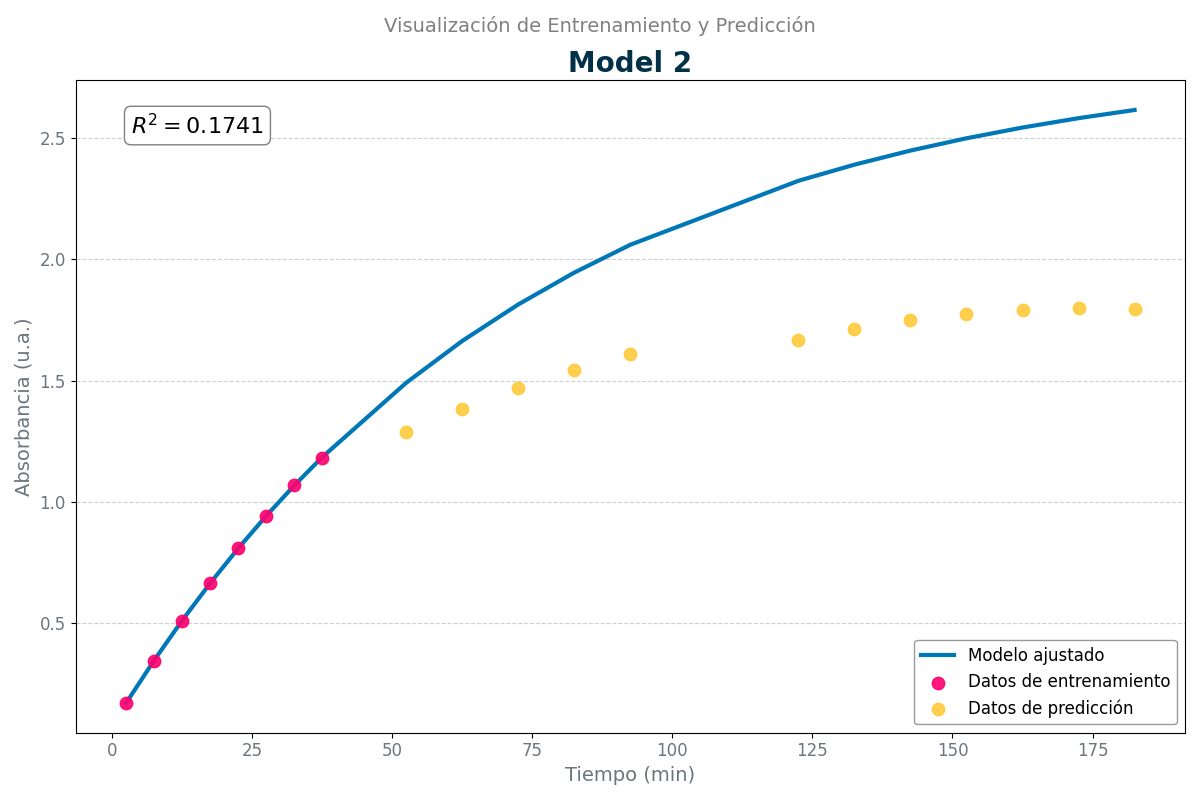 Visualización de Entrenamiento y Predicción
Model 2
R² = 0.1741
Absorbancia (u.a.)
2.5
2.0
1.5
1.0
0.5
0 25 50 75 100 125 150 175
Tiempo (min)
Modelo ajustado
Datos de entrenamiento
Datos de predicción